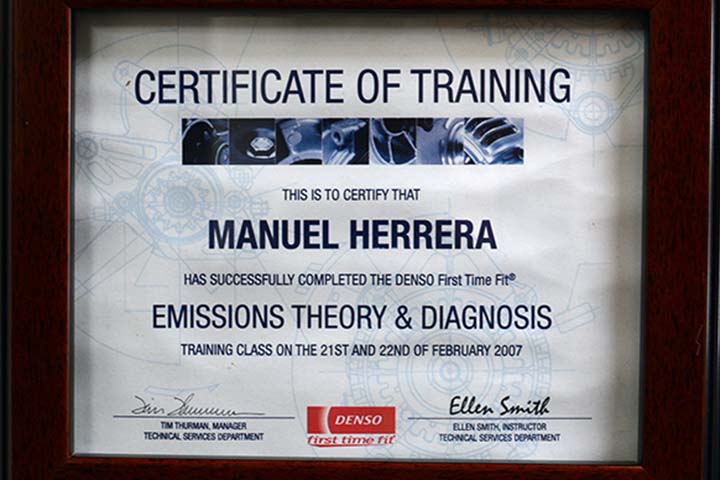 CERTIFICATE OF TRAINING
THIS IS TO CERTIFY THAT
MANUEL HERRERA
HAS SUCCESSFULLY COMPLETED THE DENSO First Time Fit®
EMISSIONS THEORY & DIAGNOSIS
TRAINING CLASS ON THE 21ST AND 22ND OF FEBRUARY 2007
Tim Thurman
TIM THURMAN, MANAGER
TECHNICAL SERVICES DEPARTMENT
DENSO
first time fit
Ellen Smith
ELLEN SMITH, INSTRUCTOR
TECHNICAL SERVICES DEPARTMENT